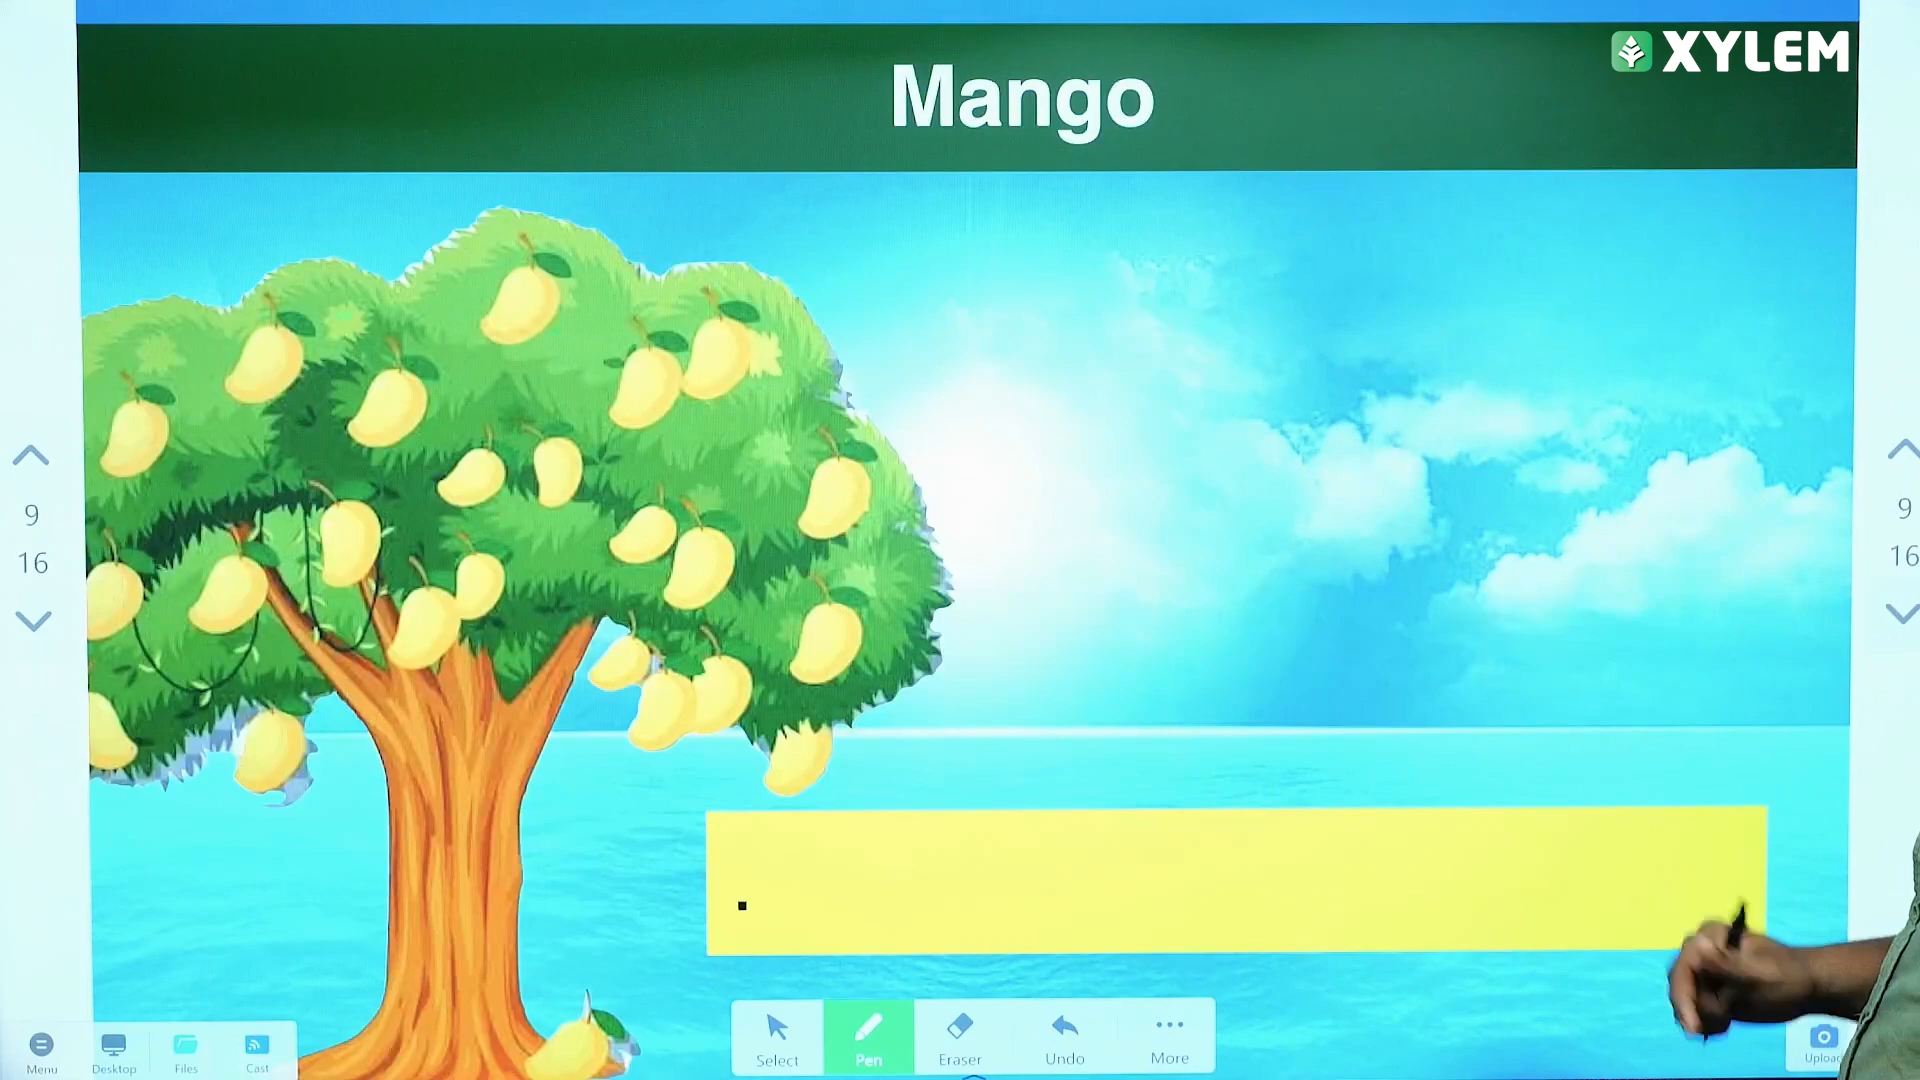 XYLEM
Mango
9
16
9
16
Select
Pen
Eraser
Undo
More
Menu
Desktop
Files
Cast